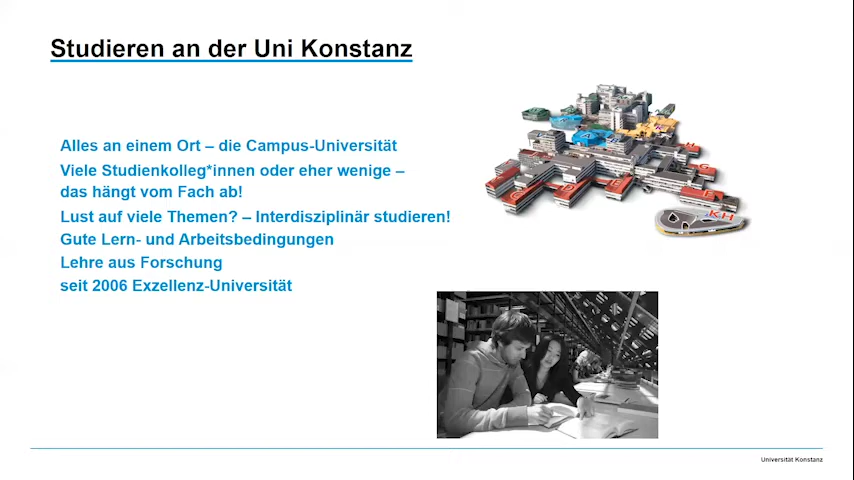 Studieren an der Uni Konstanz
Alles an einem Ort – die Campus-Universität
Viele Studienkolleg*innen oder eher wenige –
das hängt vom Fach ab!
Lust auf viele Themen? – Interdisziplinär studieren!
Gute Lern- und Arbeitsbedingungen
Lehre aus Forschung
seit 2006 Exzellenz-Universität
KH
Universität Konstanz